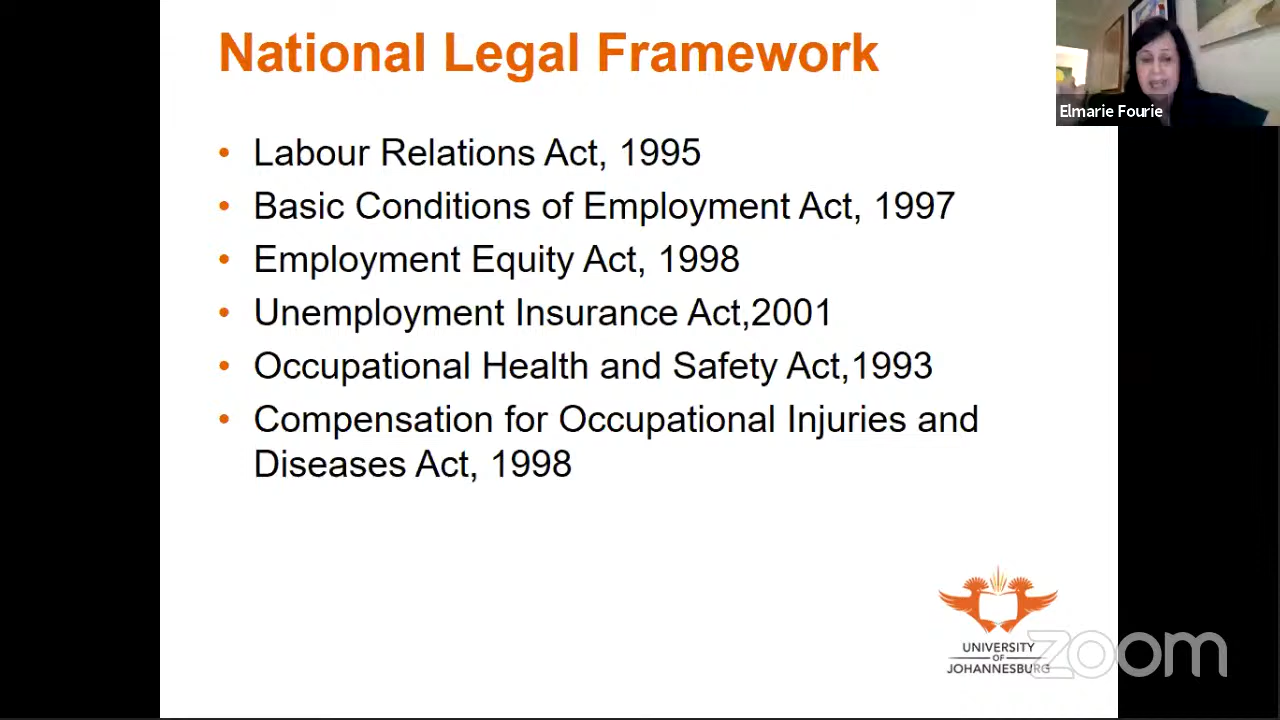 National Legal Framework
Elmarie Fourie
• Labour Relations Act, 1995
• Basic Conditions of Employment Act, 1997
• Employment Equity Act, 1998
• Unemployment Insurance Act,2001
• Occupational Health and Safety Act,1993
• Compensation for Occupational Injuries and
Diseases Act, 1998
UNIVERSITY
OF
JOHANNESBURG
zoom